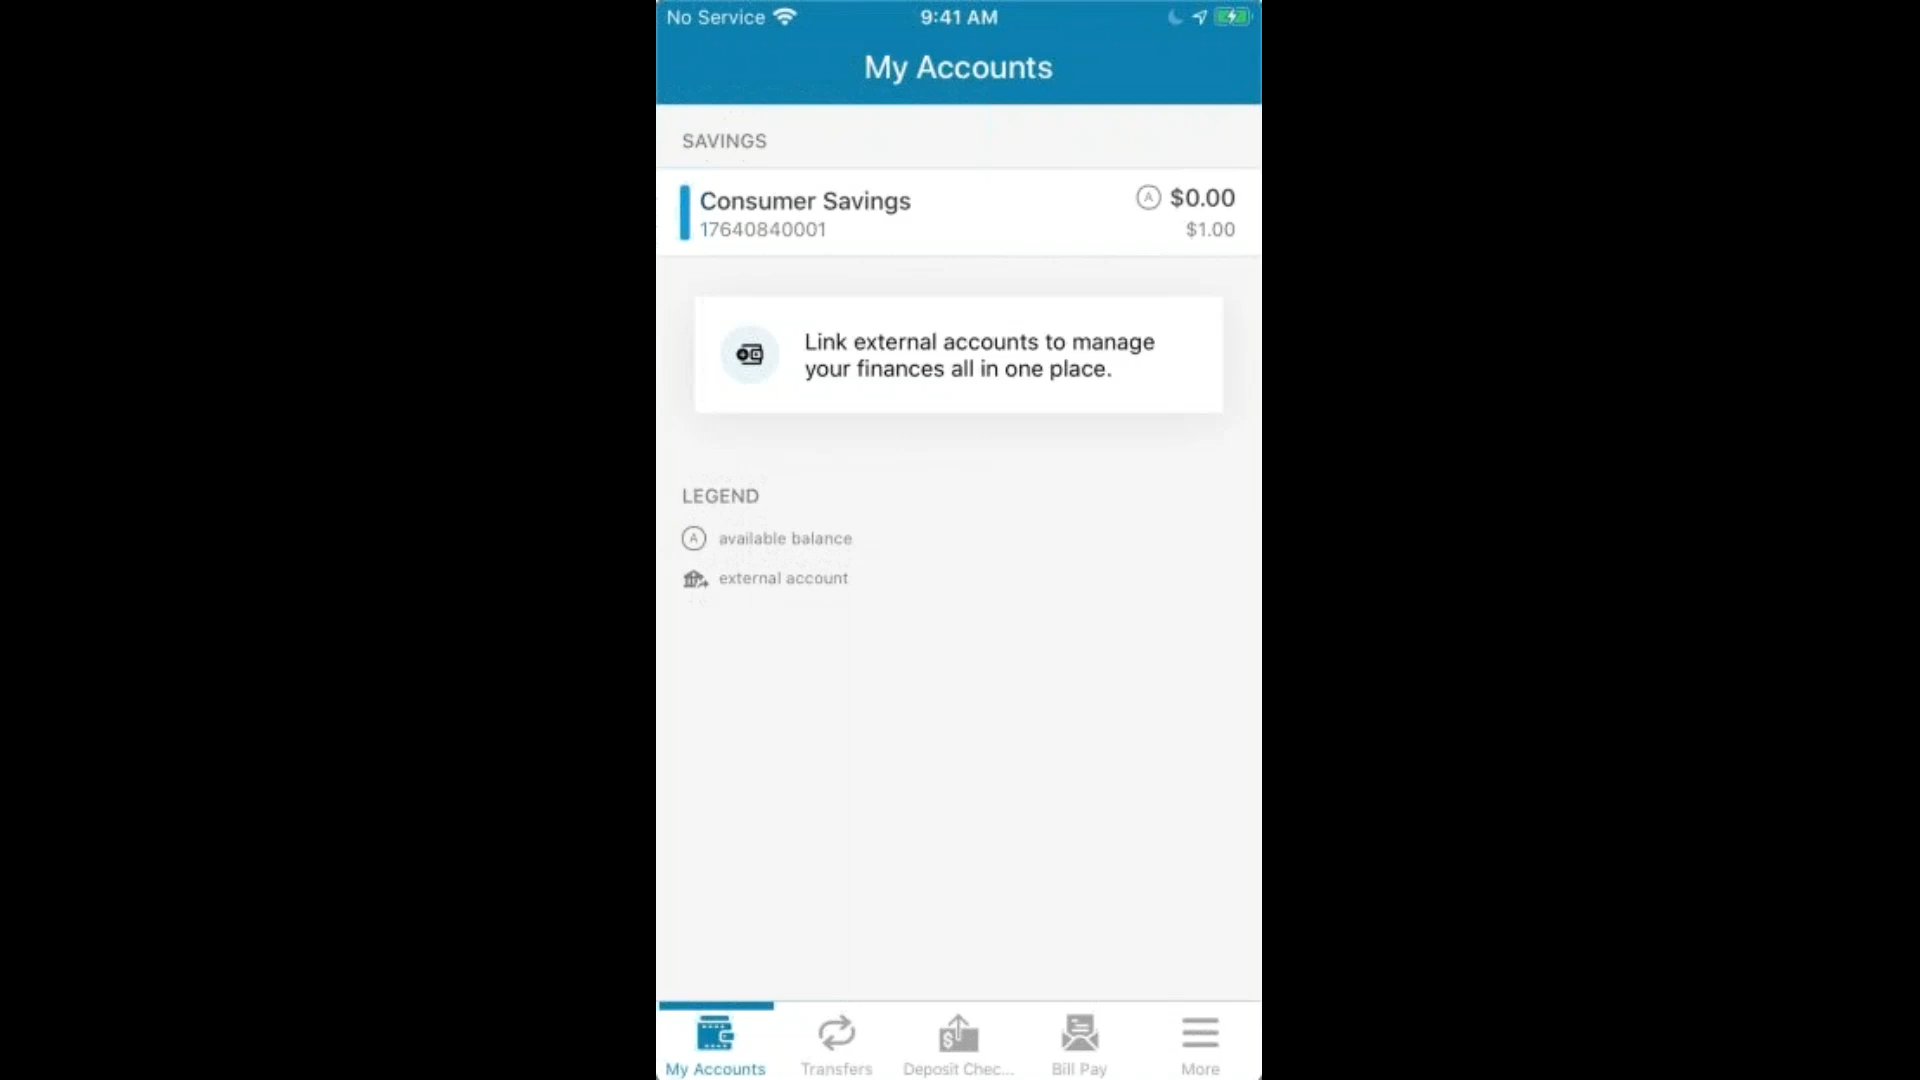 No Service 9:41 AM
My Accounts
SAVINGS
Consumer Savings A $0.00
17640840001 $1.00
Link external accounts to manage
your finances all in one place.
LEGEND
A available balance
external account
My Accounts Transfers Deposit Chec... Bill Pay More